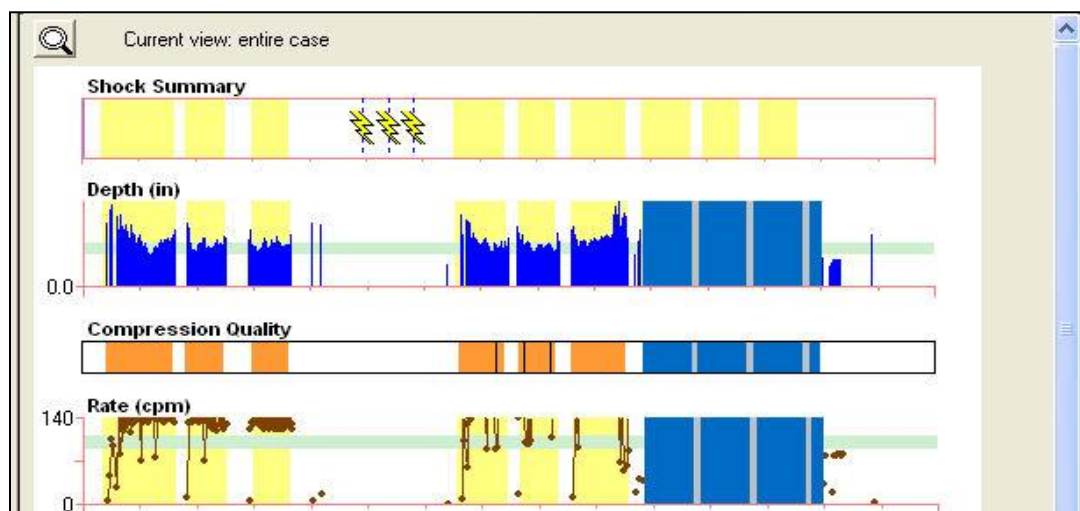 Current view: entire case
Shock Summary
Depth (in)
0.0
Compression Quality
Rate (cpm)
140
0